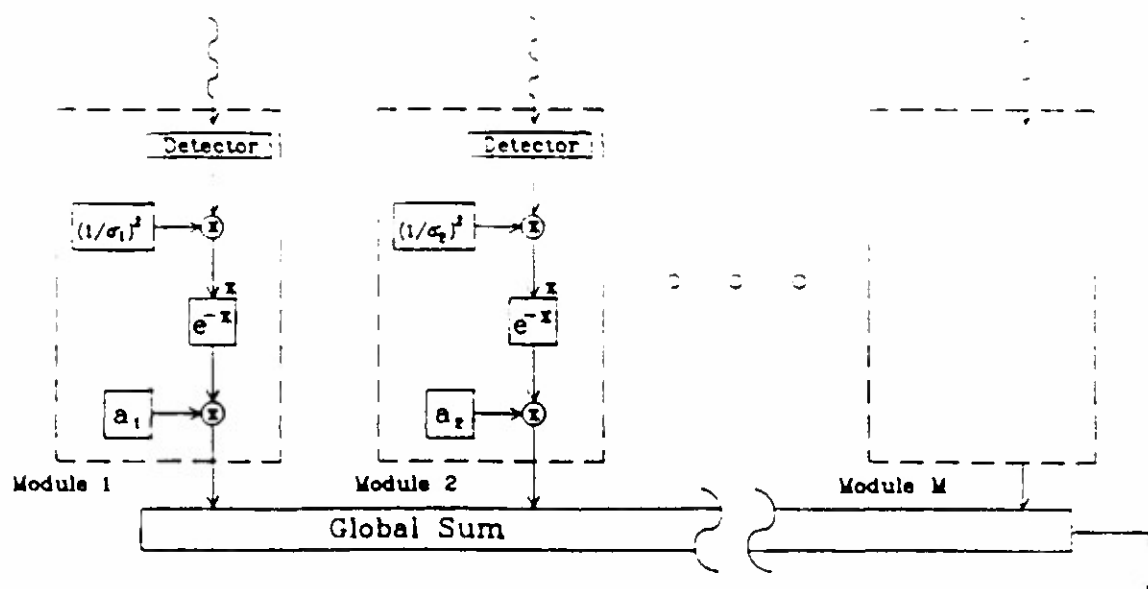 Detector
Detector
(1/σ₁)²
x
(1/σ₂)²
x
x
x
e⁻ˣ
e⁻ˣ
a₁
x
a₂
x
Module 1
Module 2
Module M
Global Sum